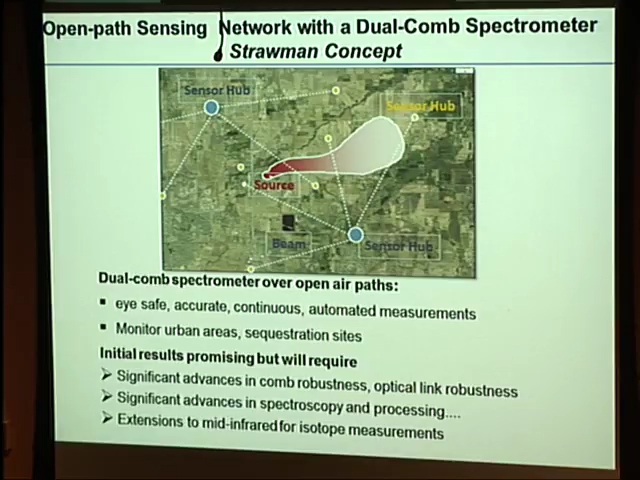 Open-path Sensing Network with a Dual-Comb Spectrometer
Strawman Concept
Sensor Hub
Sensor Hub
Source
Beam
Sensor Hub
Dual-comb spectrometer over open air paths:
▪ eye safe, accurate, continuous, automated measurements
▪ Monitor urban areas, sequestration sites
Initial results promising but will require
➢ Significant advances in comb robustness, optical link robustness
➢ Significant advances in spectroscopy and processing....
➢ Extensions to mid-infrared for isotope measurements